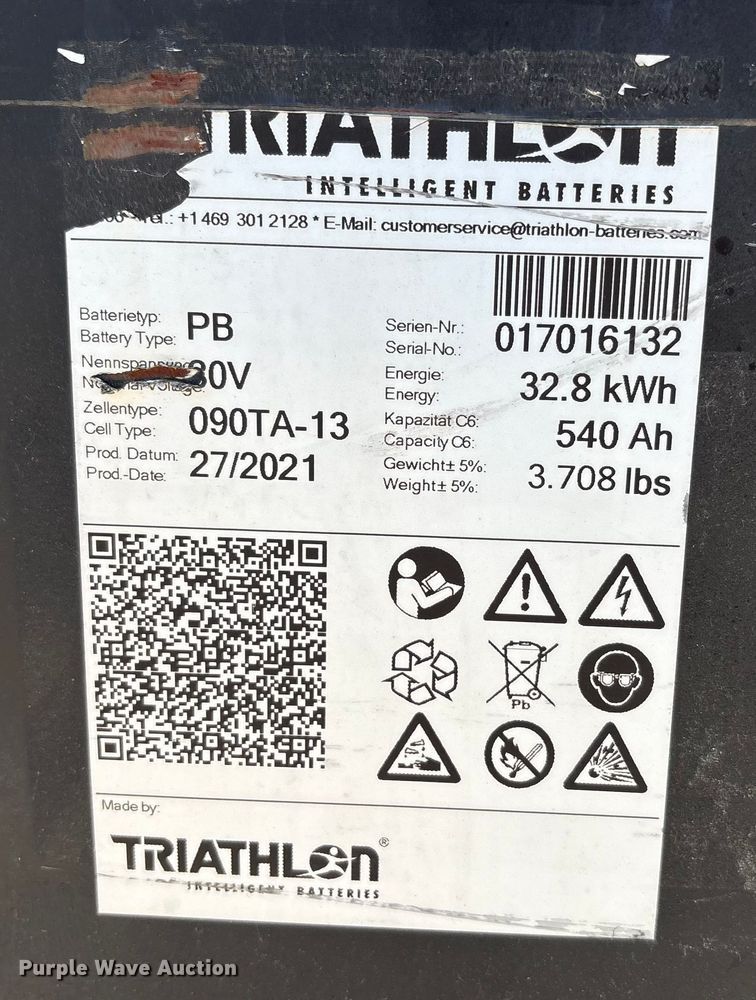 TRIATHLON
INTELLIGENT BATTERIES
Tel.: +1 469 301 2128 * E-Mail: customerservice@triathlon-batteries.com
Batterietyp:
Battery Type: PB
0V
Zellentype:
Cell Type: 090TA-13
Prod. Datum:
Prod.-Date: 27/2021
Serien-Nr.:
Serial-No.: 017016132
Energie:
Energy: 32.8 kWh
Kapazität C6:
Capacity C6: 540 Ah
Gewicht± 5%:
Weight± 5%: 3.708 lbs
Pb
Made by:
TRIATHLON®
INTELLIGENT BATTERIES
Purple Wave Auction